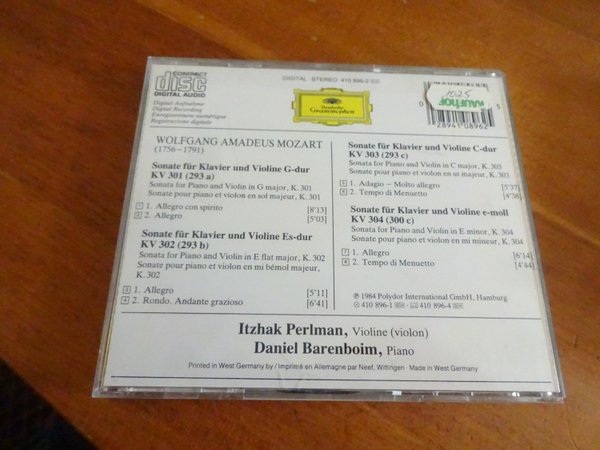 COMPACT
disc
DIGITAL AUDIO
Digital-Aufnahme
Digital Recording
Enregistrement numérique
Registrazione digitale
DIGITAL STEREO 410 896-2
Deutsche
Grammophon
1025
KAUFHOF
28941 08962
5
WOLFGANG AMADEUS MOZART
(1756–1791)
Sonate für Klavier und Violine G-dur
KV 301 (293 a)
Sonata for Piano and Violin in G major, K. 301
Sonate pour piano et violon en sol majeur, K. 301
1 1. Allegro con spirito [8'13]
2 2. Allegro [5'03]
Sonate für Klavier und Violine Es-dur
KV 302 (293 b)
Sonata for Piano and Violin in E flat major, K. 302
Sonate pour piano et violon en mi bémol majeur,
K. 302
3 1. Allegro [5'11]
4 2. Rondo. Andante grazioso [6'41]
Sonate für Klavier und Violine C-dur
KV 303 (293 c)
Sonata for Piano and Violin in C major, K. 303
Sonate pour piano et violon en ut majeur, K. 303
5 1. Adagio – Molto allegro [5'37]
6 2. Tempo di Menuetto [4'38]
Sonate für Klavier und Violine e-moll
KV 304 (300 c)
Sonata for Piano and Violin in E minor, K. 304
Sonate pour piano et violon en mi mineur, K. 304
7 1. Allegro [6'14]
8 2. Tempo di Menuetto [4'44]
℗ 1984 Polydor International GmbH, Hamburg
410 896-1 410 896-4
Itzhak Perlman, Violine (violon)
Daniel Barenboim, Piano
Printed in West Germany by / Imprimé en Allemagne par Neef, Wittingen · Made in West Germany